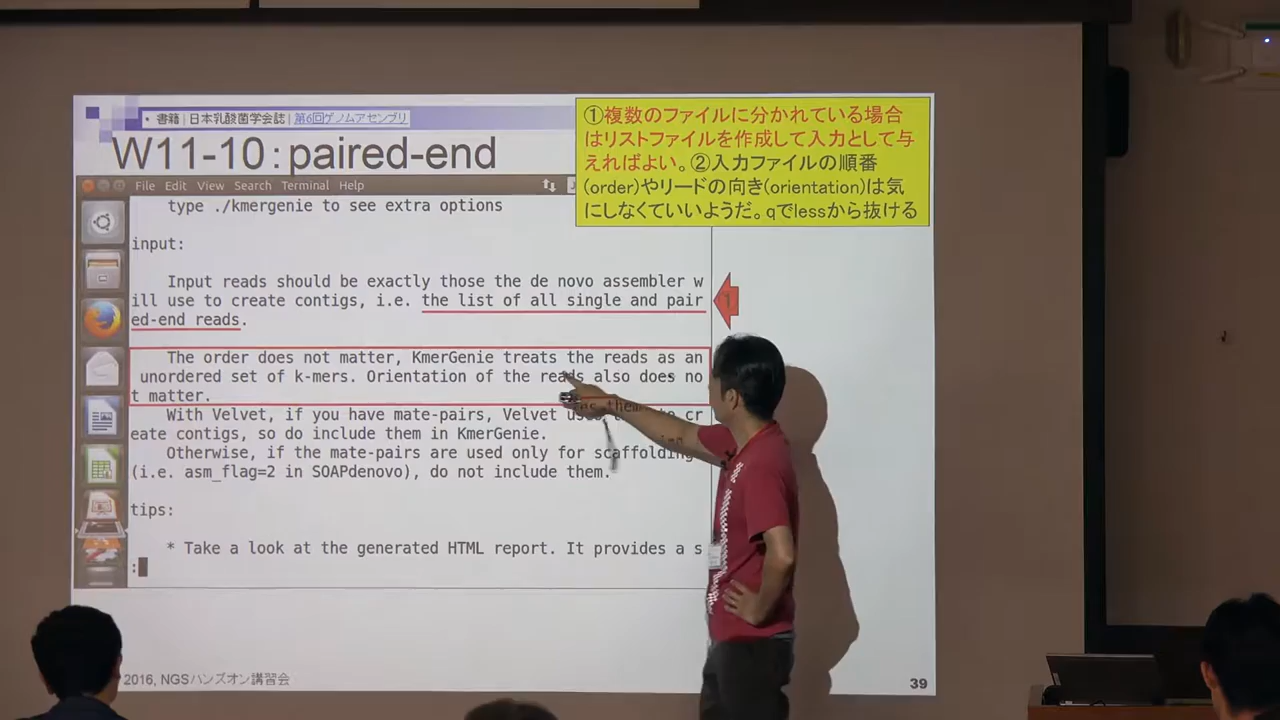 ・書籍 | 日本乳酸菌学会誌 | 第6回ゲノムアセンブリ
W11-10：paired-end
①複数のファイルに分かれている場合
はリストファイルを作成して入力として与
えればよい。②入力ファイルの順番
(order)やリードの向き(orientation)は気
にしなくていいようだ。qでlessから抜ける
File Edit View Search Terminal Help
type ./kmergenie to see extra options
input:
Input reads should be exactly those the de novo assembler w
ill use to create contigs, i.e. the list of all single and pair
ed-end reads.
1
The order does not matter, KmerGenie treats the reads as an
unordered set of k-mers. Orientation of the reads also does no
t matter.
With Velvet, if you have mate-pairs, Velvet uses them to cr
eate contigs, so do include them in KmerGenie.
Otherwise, if the mate-pairs are used only for scaffolding
(i.e. asm_flag=2 in SOAPdenovo), do not include them.
tips:
* Take a look at the generated HTML report. It provides a s
:
2016, NGSハンズオン講習会
39